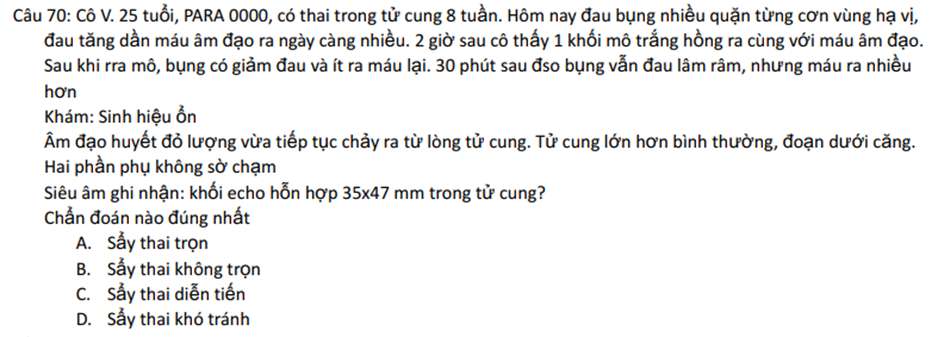 Câu 70: Cô V. 25 tuổi, PARA 0000, có thai trong tử cung 8 tuần. Hôm nay đau bụng nhiều quặn từng cơn vùng hạ vị,
đau tăng dần máu âm đạo ra ngày càng nhiều. 2 giờ sau cô thấy 1 khối mô trắng hồng ra cùng với máu âm đạo.
Sau khi rra mô, bụng có giảm đau và ít ra máu lại. 30 phút sau đso bụng vẫn đau lâm râm, nhưng máu ra nhiều
hơn
Khám: Sinh hiệu ổn
Âm đạo huyết đỏ lượng vừa tiếp tục chảy ra từ lòng tử cung. Tử cung lớn hơn bình thường, đoạn dưới căng.
Hai phần phụ không sờ chạm
Siêu âm ghi nhận: khối echo hỗn hợp 35x47 mm trong tử cung?
Chẩn đoán nào đúng nhất
A. Sẩy thai trọn
B. Sẩy thai không trọn
C. Sẩy thai diễn tiến
D. Sẩy thai khó tránh